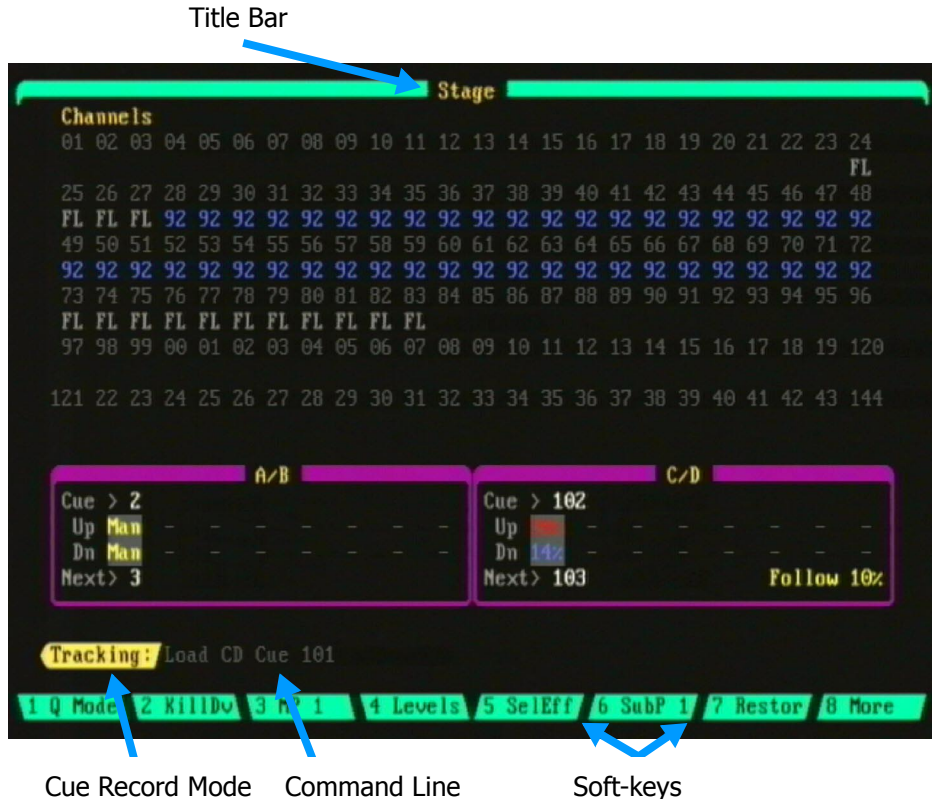 Title Bar
Stage
Channels
01 02 03 04 05 06 07 08 09 10 11 12 13 14 15 16 17 18 19 20 21 22 23 24
FL
25 26 27 28 29 30 31 32 33 34 35 36 37 38 39 40 41 42 43 44 45 46 47 48
FL FL FL 92 92 92 92 92 92 92 92 92 92 92 92 92 92 92 92 92 92 92 92 92
49 50 51 52 53 54 55 56 57 58 59 60 61 62 63 64 65 66 67 68 69 70 71 72
92 92 92 92 92 92 92 92 92 92 92 92 92 92 92 92 92 92 92 92 92 92 92 92
73 74 75 76 77 78 79 80 81 82 83 84 85 86 87 88 89 90 91 92 93 94 95 96
FL FL FL FL FL FL FL FL FL FL FL
97 98 99 00 01 02 03 04 05 06 07 08 09 10 11 12 13 14 15 16 17 18 19 120
121 22 23 24 25 26 27 28 29 30 31 32 33 34 35 36 37 38 39 40 41 42 43 144
A/B
Cue > 2
Up Man - - - - - - -
Dn Man - - - - - - -
Next> 3
C/D
Cue > 102
Up - - - - - - -
Dn 14% - - - - - - -
Next> 103 Follow 10%
Tracking: Load CD Cue 101
1 Q Mode 2 KillDv 3 1 4 Levels 5 SelEff 6 SubP 1 7 Restor 8 More
Cue Record Mode Command Line Soft-keys